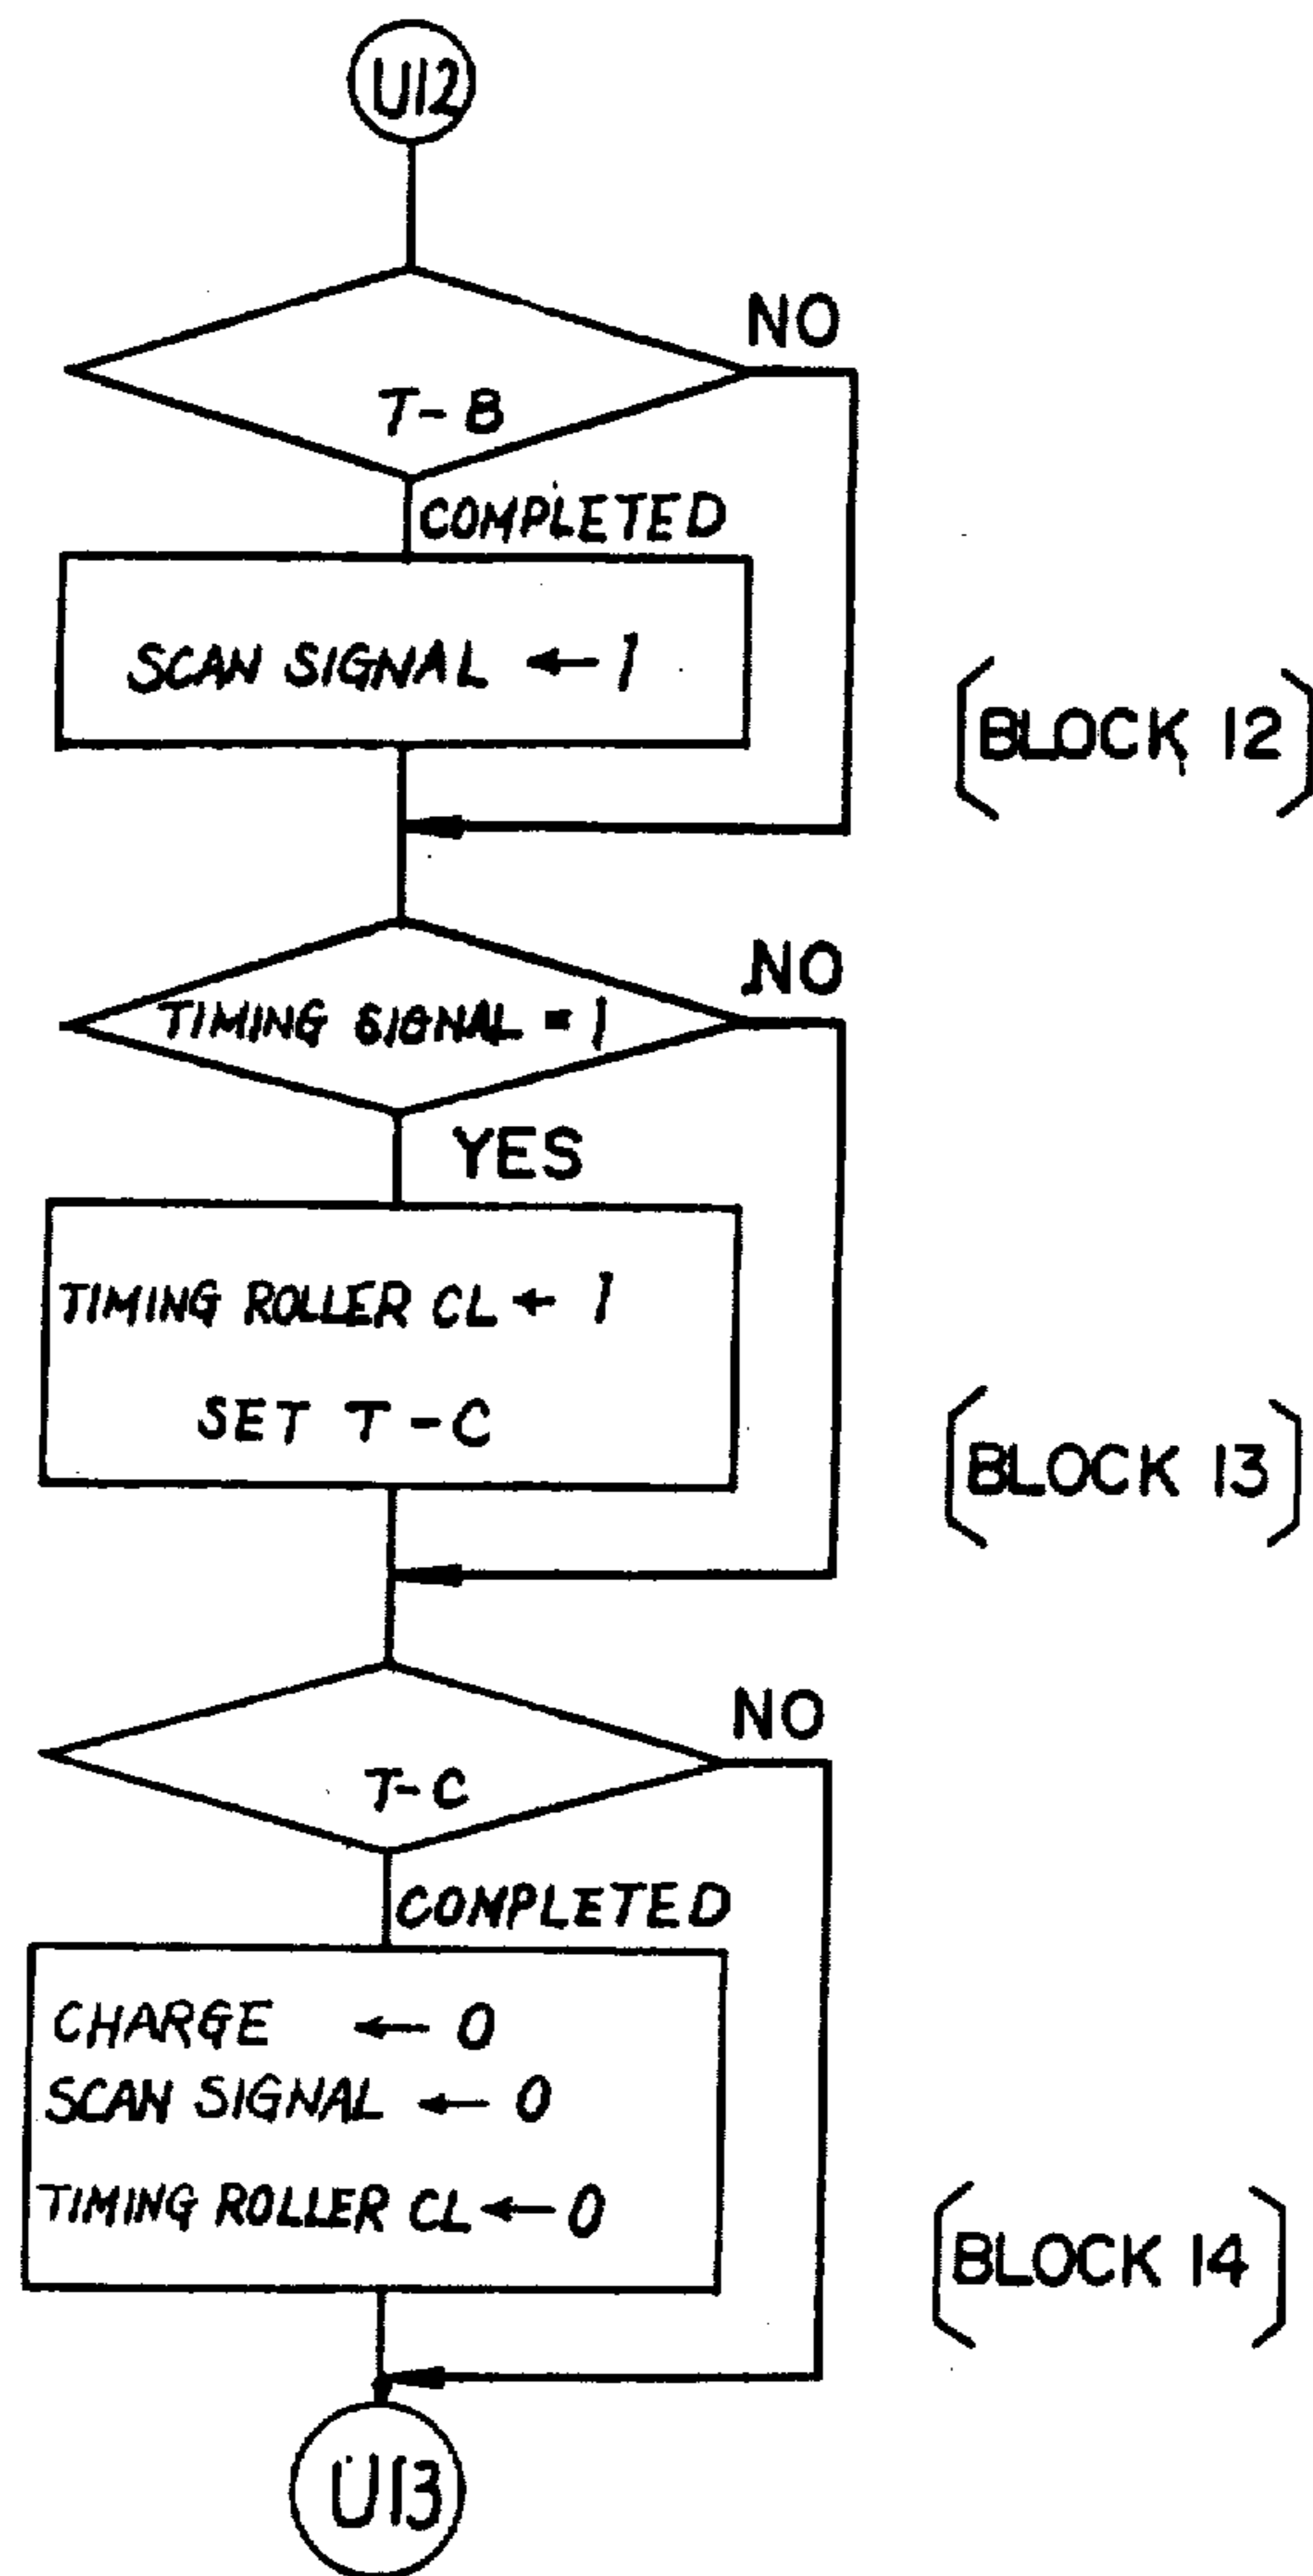 U12
NO
T-B
COMPLETED
SCAN SIGNAL ← 1
(BLOCK 12)
NO
TIMING SIGNAL = 1
YES
TIMING ROLLER CL ← 1
SET T-C
(BLOCK 13)
NO
T-C
COMPLETED
CHARGE ← 0
SCAN SIGNAL ← 0
TIMING ROLLER CL ← 0
(BLOCK 14)
U13